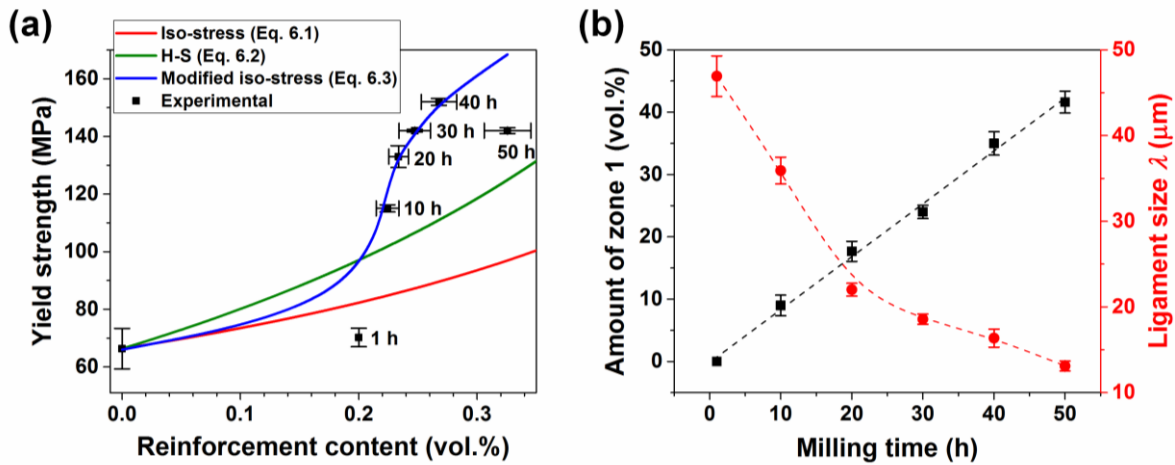 (a)
Iso-stress (Eq. 6.1)
H-S (Eq. 6.2)
Modified iso-stress (Eq. 6.3)
Experimental
160
140
120
100
80
60
Yield strength (MPa)
40 h
30 h
50 h
20 h
10 h
1 h
0.0 0.1 0.2 0.3
Reinforcement content (vol.%)
(b)
50
40
30
20
10
0
Amount of zone 1 (vol.%)
50
40
30
20
10
Ligament size λ (μm)
0 10 20 30 40 50
Milling time (h)